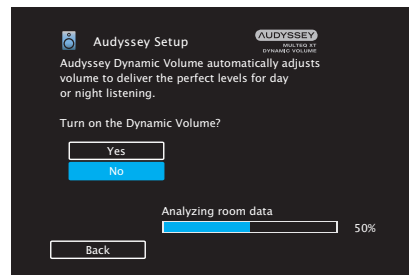 Audyssey Setup
AUDYSSEY
MULTEQ XT
DYNAMIC VOLUME
Audyssey Dynamic Volume automatically adjusts
volume to deliver the perfect levels for day
or night listening.
Turn on the Dynamic Volume?
Yes
No
Analyzing room data
50%
Back